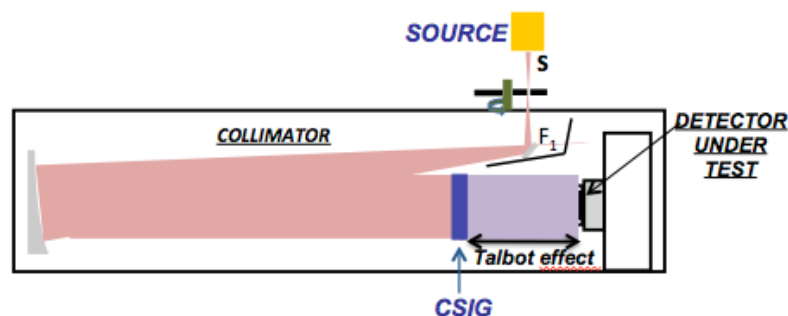 SOURCE
S
COLLIMATOR
F1
DETECTOR
UNDER
TEST
Talbot effect
CSIG